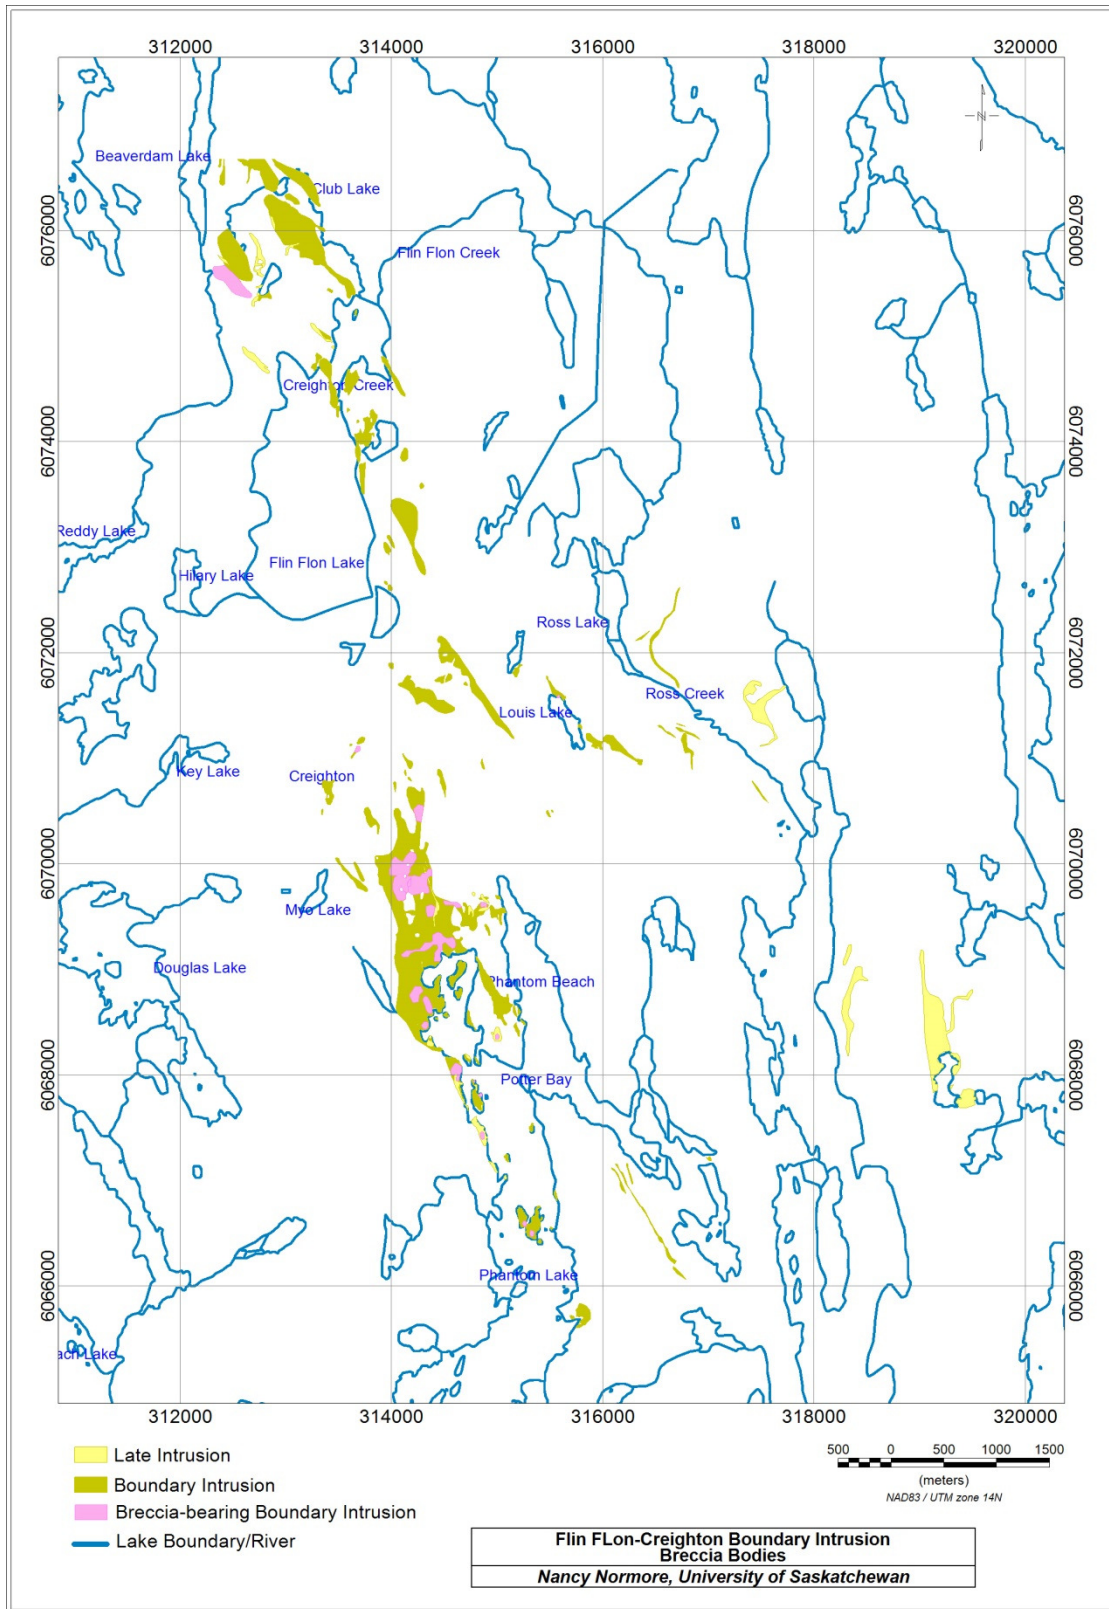 312000 314000 316000 318000 320000
N
Beaverdam Lake
Club Lake
6076000 6076000
Flin Flon Creek
Creighton Creek
6074000 6074000
Reddy Lake
Flin Flon Lake
Hilary Lake
Ross Lake
6072000 6072000
Ross Creek
Louis Lake
Key Lake
Creighton
6070000 6070000
Myo Lake
Douglas Lake
Phantom Beach
6068000 6068000
Potter Bay
Phantom Lake
6066000 6066000
ach Lake
312000 314000 316000 318000 320000
Late Intrusion
Boundary Intrusion
Breccia-bearing Boundary Intrusion
Lake Boundary/River
500 0 500 1000 1500
(meters)
NAD83 / UTM zone 14N
Flin FLon-Creighton Boundary Intrusion
Breccia Bodies
Nancy Normore, University of Saskatchewan